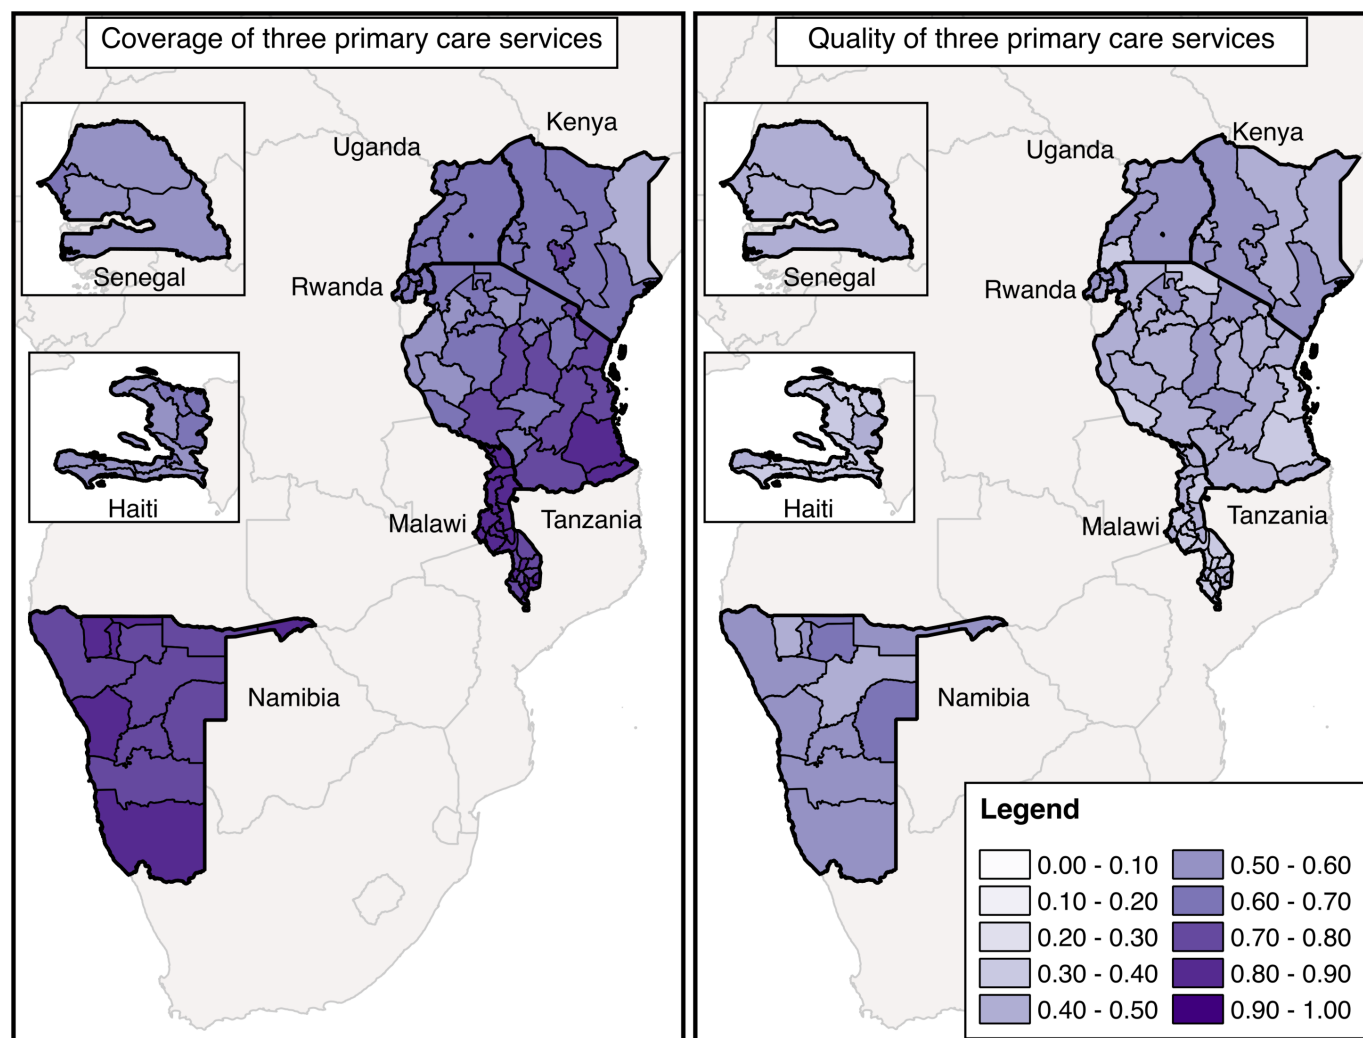 Coverage of three primary care services
Kenya
Uganda
Senegal
Rwanda
Haiti
Malawi
Tanzania
Namibia
Quality of three primary care services
Kenya
Uganda
Senegal
Rwanda
Haiti
Malawi
Tanzania
Namibia
Legend
0.00 - 0.10
0.10 - 0.20
0.20 - 0.30
0.30 - 0.40
0.40 - 0.50
0.50 - 0.60
0.60 - 0.70
0.70 - 0.80
0.80 - 0.90
0.90 - 1.00